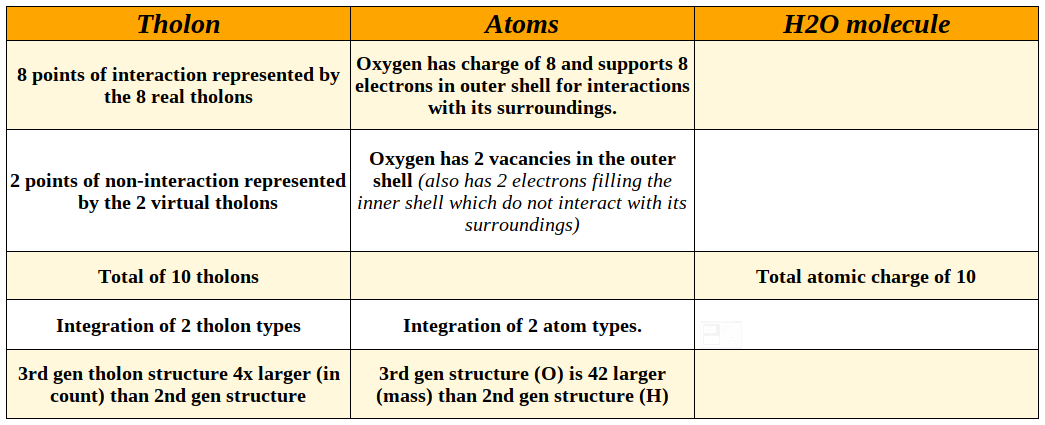 Tholon
Atoms
H2O molecule
8 points of interaction represented by
the 8 real tholons
Oxygen has charge of 8 and supports 8
electrons in outer shell for interactions
with its surroundings.
2 points of non-interaction represented
by the 2 virtual tholons
Oxygen has 2 vacancies in the outer
shell (also has 2 electrons filling the
inner shell which do not interact with its
surroundings)
Total of 10 tholons
Total atomic charge of 10
Integration of 2 tholon types
Integration of 2 atom types.
3rd gen tholon structure 4x larger (in
count) than 2nd gen structure
3rd gen structure (O) is 42 larger
(mass) than 2nd gen structure (H)